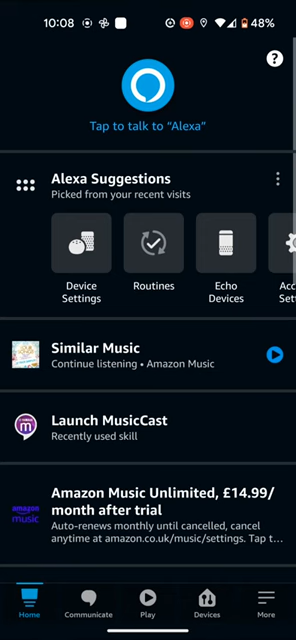 10:08
48%
?
Tap to talk to “Alexa”
Alexa Suggestions
Picked from your recent visits
Device
Settings
Routines
Echo
Devices
Similar Music
Continue listening • Amazon Music
Launch MusicCast
Recently used skill
amazon
music
Amazon Music Unlimited, £14.99/
month after trial
Auto-renews monthly until cancelled, cancel
anytime at amazon.co.uk/music/settings. Tap t...
Home
Communicate
Play
Devices
More